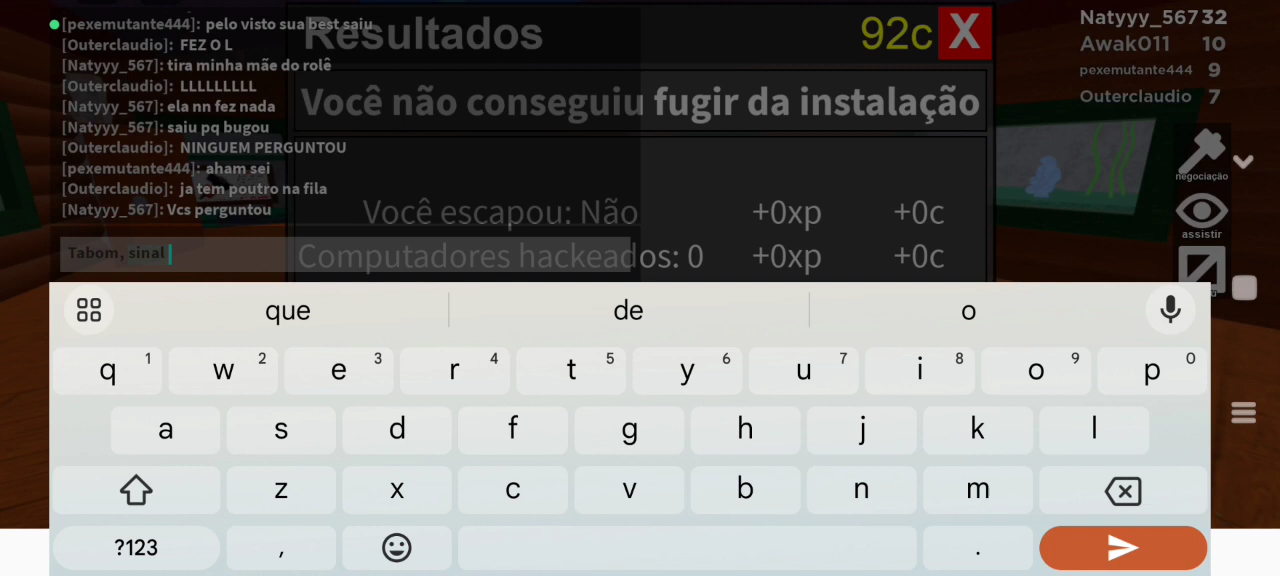 [pexemutante444]: pelo visto sua best saiu
[Outerclaudio]: FEZ O L
[Natyyy_567]: tira minha mãe do rolê
[Outerclaudio]: LLLLLLLLL
[Natyyy_567]: ela nn fez nada
[Natyyy_567]: saiu pq bugou
[Outerclaudio]: NINGUEM PERGUNTOU
[pexemutante444]: aham sei
[Outerclaudio]: ja tem poutro na fila
[Natyyy_567]: Vcs perguntou
Tabom, sinal
Resultados 92c X
Você não conseguiu fugir da instalação
Você escapou: Não +0xp +0c
Computadores hackeados: 0 +0xp +0c
Natyyy_567 32
Awak011 10
pexemutante444 9
Outerclaudio 7
negociação
assistir
que de o
q 1 w 2 e 3 r 4 t 5 y 6 u 7 i 8 o 9 p 0
a s d f g h j k l
z x c v b n m
?123 , .